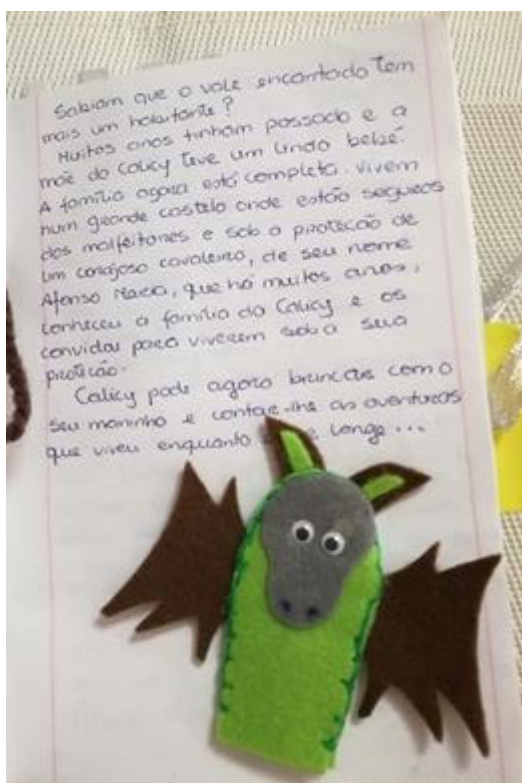 Sabiam que o vale encantado tem
mais um habitante?
Muitos anos tinham passado e a
mãe do Calicy teve um lindo bebé.
A família agora está completa. Vivem
num grande castelo onde estão seguros
dos malfeitores e sob a proteção de
um corajoso cavaleiro, de seu nome
Afonso, que há muitos anos,
conheceu a família do Calicy e os
convidou para viverem sob a sua
proteção.
Calicy pode agora brincar com o
seu maninho e contar-lhe as aventuras
que viveu enquanto longe...